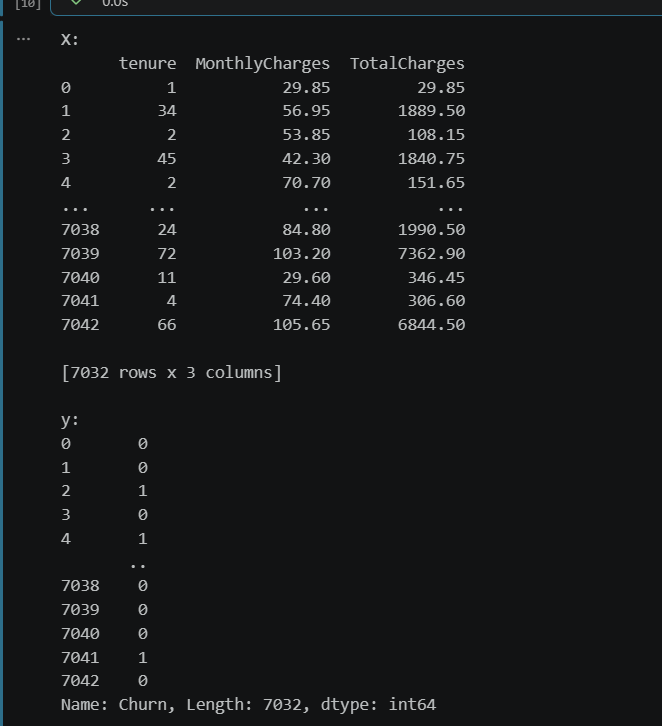 [10]
0.0s
...
X:
tenure MonthlyCharges TotalCharges
0 1 29.85 29.85
1 34 56.95 1889.50
2 2 53.85 108.15
3 45 42.30 1840.75
4 2 70.70 151.65
... ... ... ...
7038 24 84.80 1990.50
7039 72 103.20 7362.90
7040 11 29.60 346.45
7041 4 74.40 306.60
7042 66 105.65 6844.50
[7032 rows x 3 columns]
y:
0 0
1 0
2 1
3 0
4 1
..
7038 0
7039 0
7040 0
7041 1
7042 0
Name: Churn, Length: 7032, dtype: int64